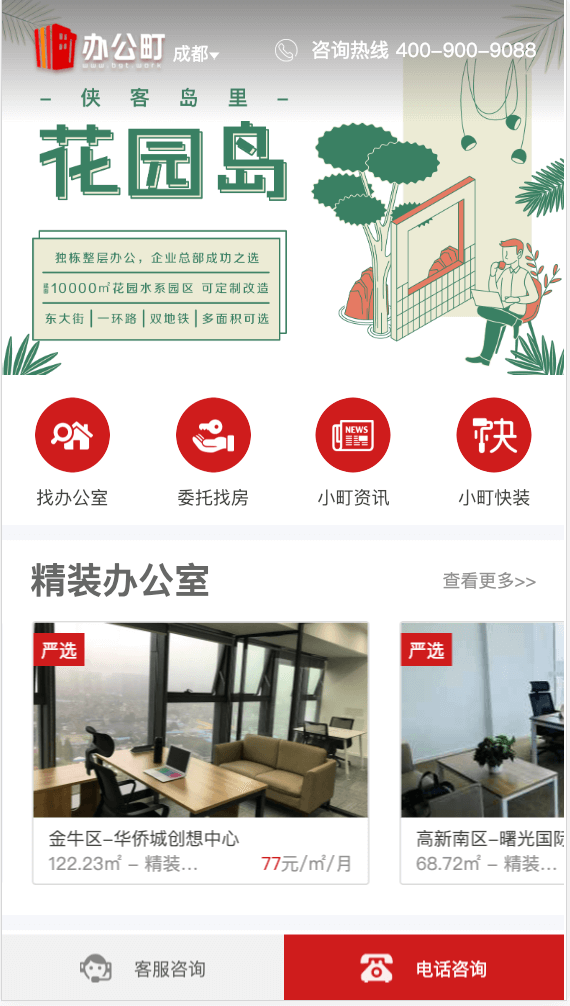 办公町
www.bgt.work
成都
咨询热线 400-900-9088
- 侠客岛里 -
花园岛
独栋整层办公，企业总部成功之选
10000㎡花园水系园区 可定制改造
东大街｜一环路｜双地铁｜多面积可选
NEWS
快
找办公室
委托找房
小町资讯
小町快装
精装办公室
查看更多>>
严选
严选
金牛区-华侨城创想中心
122.23㎡ - 精装...
77元/㎡/月
高新南区-曙光国际
68.72㎡ - 精装...
客服咨询
电话咨询